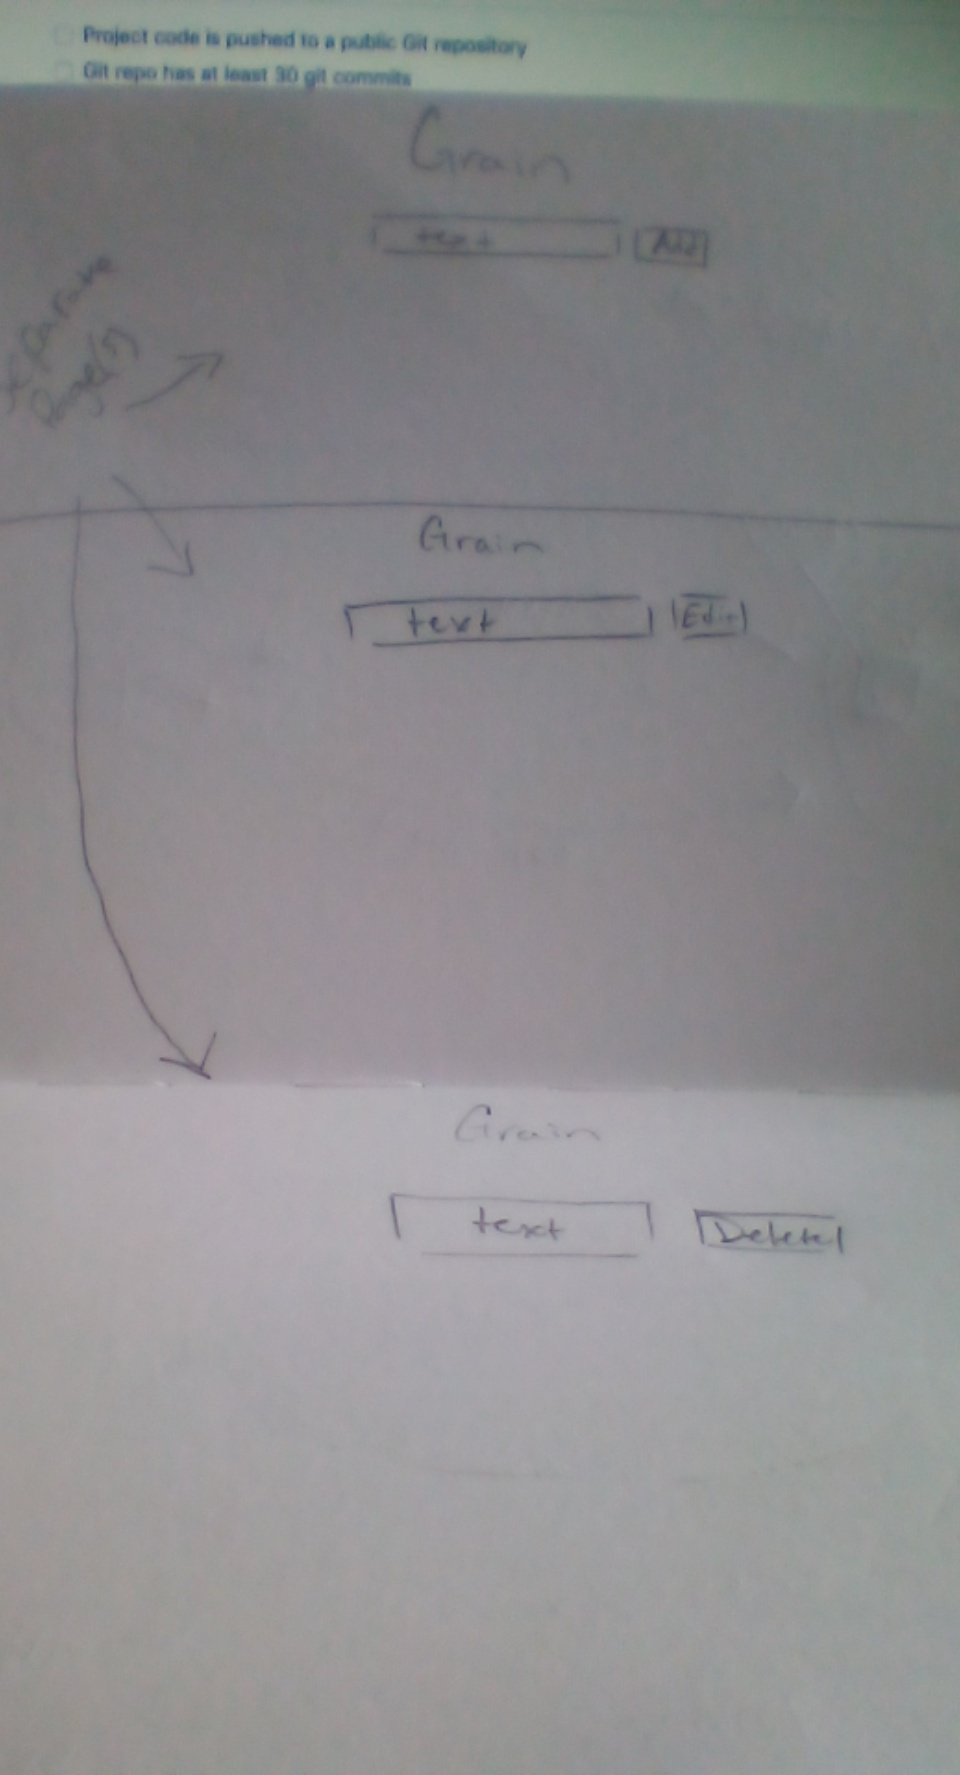 Project code is pushed to a public Git repository
Git repo has at least 30 git commits
Grain
text Add
Separate
Page(s)
Grain
text Edit
Grain
text Delete